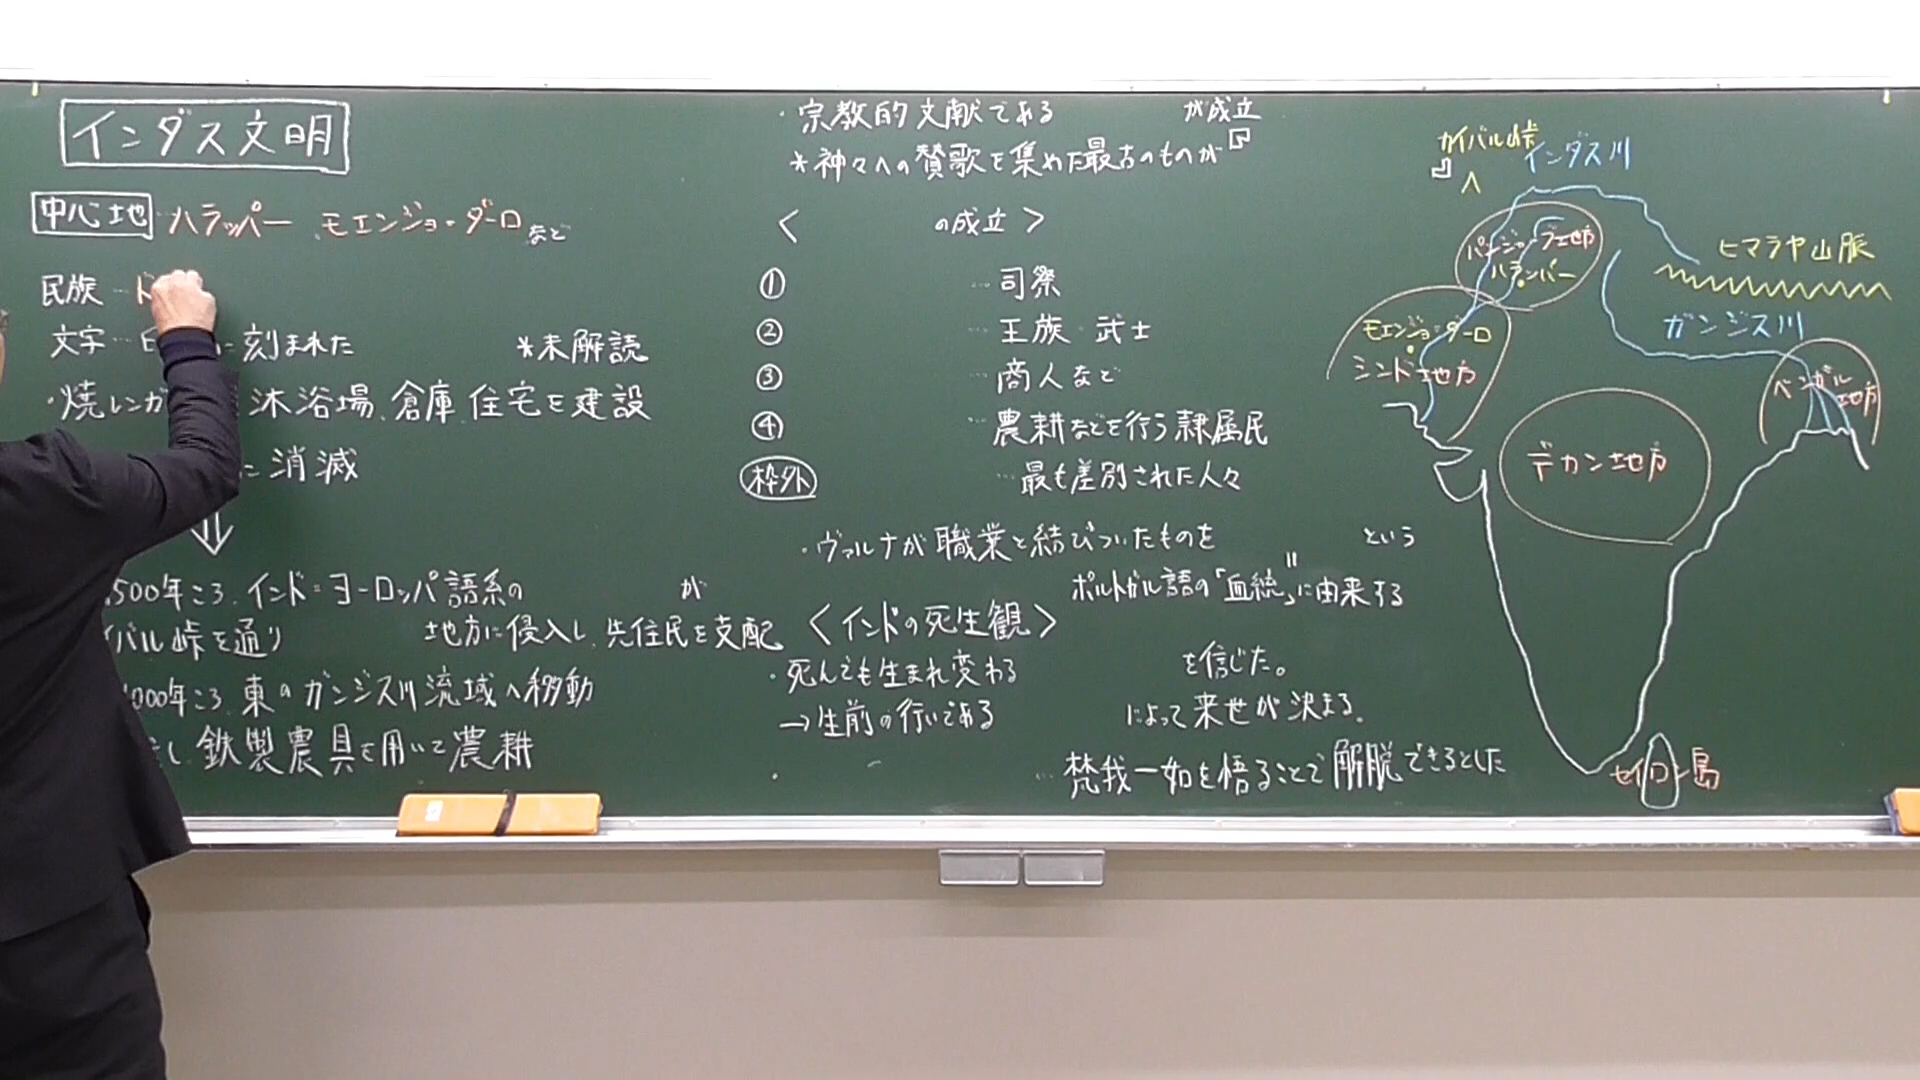 インダス文明
中心地 ハラッパー モエンジョ・ダーロ など
民族 … ド
文字 … に刻まれた ＊未解読
・焼レンガ 沐浴場、倉庫、住宅を建設
に消滅
⇓
500年ころ、インド=ヨーロッパ語系の が
バル峠を通り 地方に侵入し、先住民を支配
000年ころ、東のガンジス川流域へ移動
し、鉄製農具を用いて農耕
・宗教的文献である が成立
＊神々への賛歌を集めた最古のものが『
』
< の成立 >
① … 司祭
② … 王族・武士
③ … 商人など
④ … 農耕などを行う隷属民
枠外 … 最も差別された人々
・ヴァルナが職業と結びついたものを という
ポルトガル語の「血統」に由来する
<インドの死生観>
・死んでも生まれ変わる を信じた。
→生前の行いである によって来世が決まる。
・ … 梵我一如を悟ることで解脱できるとした
カイバル峠
インダス川
パンジャーブ地方
ハラッパー
ヒマラヤ山脈
モエンジョ・ダーロ
シンド地方
ガンジス川
ベンガル地方
デカン地方
セイロン島